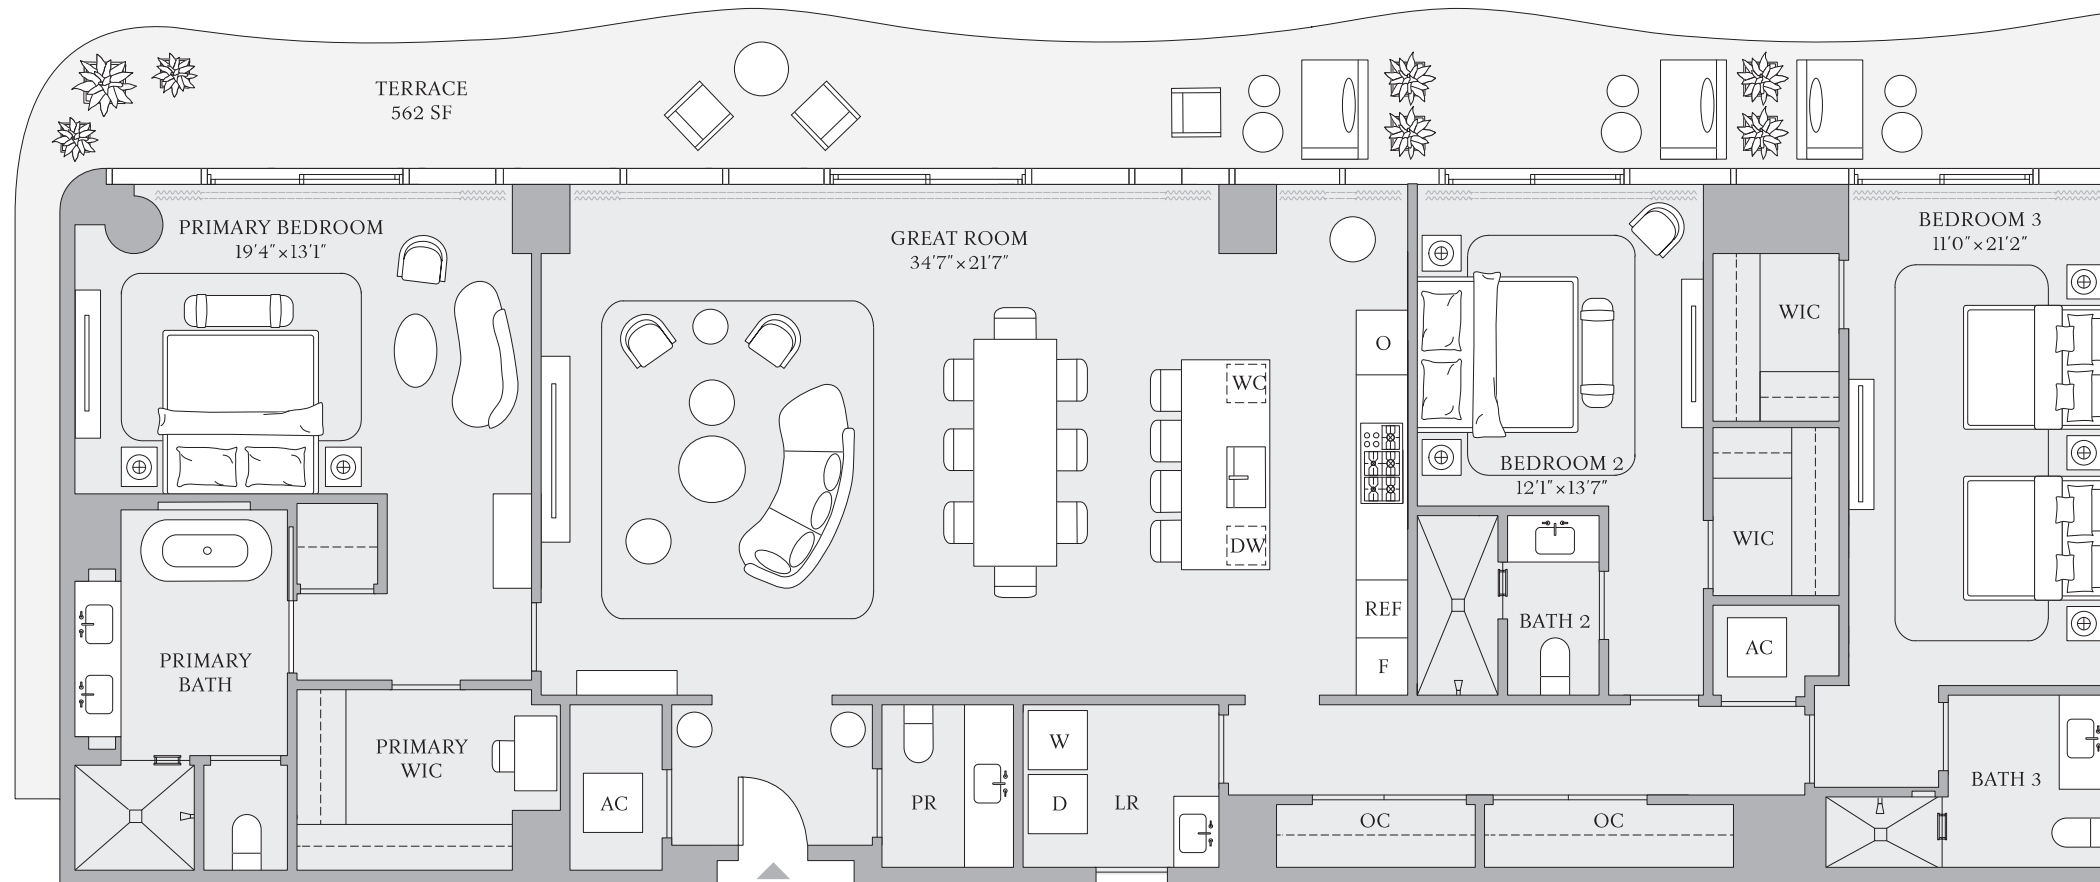 TERRACE
562 SF
PRIMARY BEDROOM
19'4"×13'1"
GREAT ROOM
34'7"×21'7"
BEDROOM 3
11'0"×21'2"
WIC
O
WC
BEDROOM 2
12'1"×13'7"
WIC
DW
REF
BATH 2
F
AC
PRIMARY
BATH
PRIMARY
WIC
W
BATH 3
AC
PR
D
LR
OC
OC